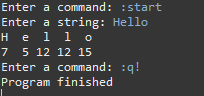 Enter a command: :start
Enter a string: Hello
H e l l o
7 5 12 12 15
Enter a command: :q!
Program finished